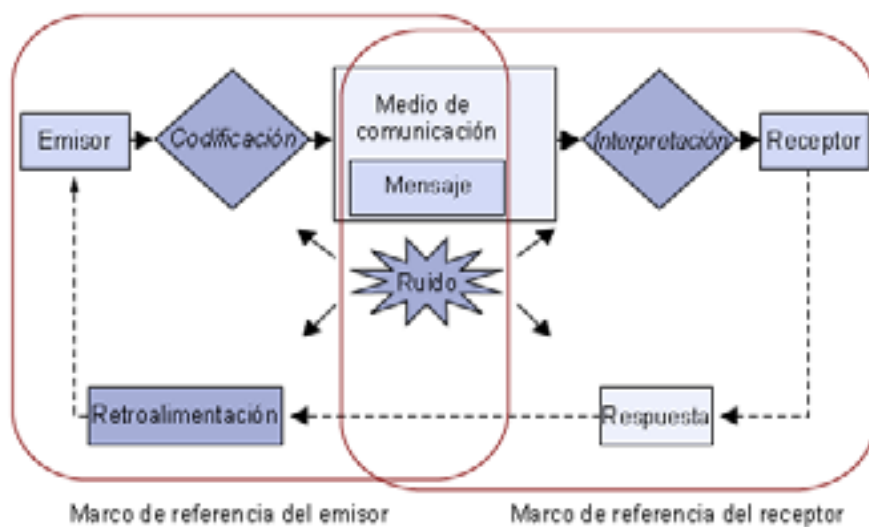 Emisor
Codificación
Medio de
comunicación
Mensaje
Interpretación
Receptor
Ruido
Retroalimentación
Respuesta
Marco de referencia del emisor
Marco de referencia del receptor